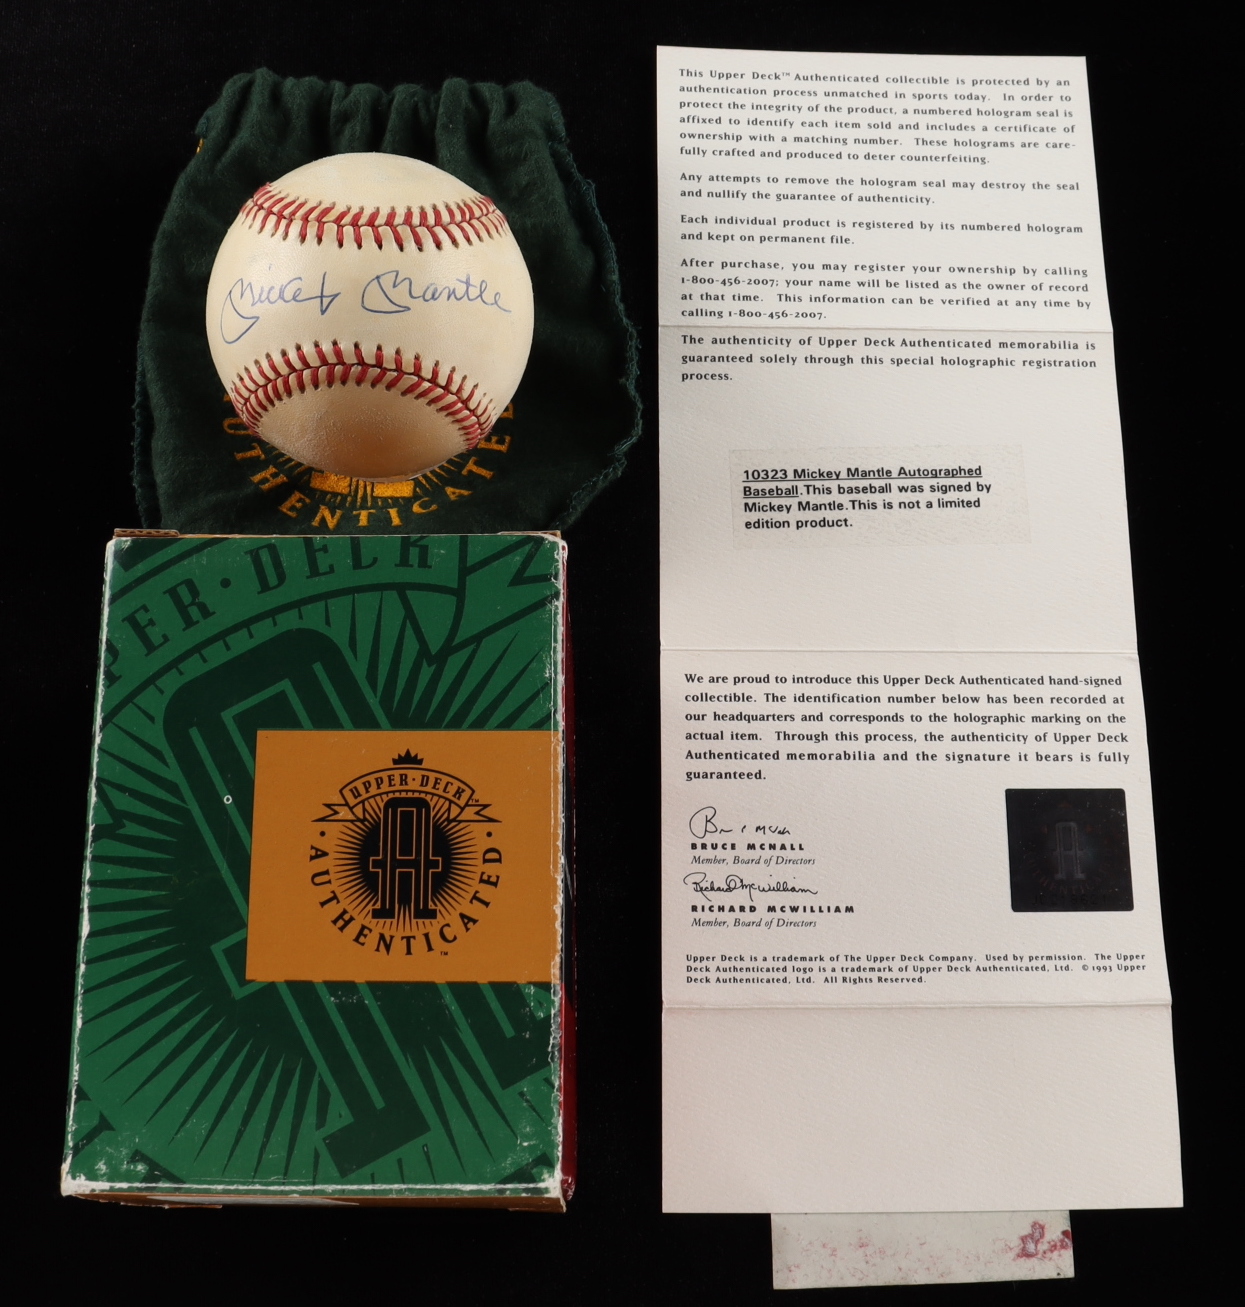 Mickey Mantle
AUTHENTICATED
UPPER · DECK
UPPER · DECK™
AUTHENTICATED™
This Upper Deck™ Authenticated collectible is protected by an
authentication process unmatched in sports today. In order to
protect the integrity of the product, a numbered hologram seal is
affixed to identify each item sold and includes a certificate of
ownership with a matching number. These holograms are care-
fully crafted and produced to deter counterfeiting.
Any attempts to remove the hologram seal may destroy the seal
and nullify the guarantee of authenticity.
Each individual product is registered by its numbered hologram
and kept on permanent file.
After purchase, you may register your ownership by calling
1-800-456-2007; your name will be listed as the owner of record
at that time. This information can be verified at any time by
calling 1-800-456-2007.
The authenticity of Upper Deck Authenticated memorabilia is
guaranteed solely through this special holographic registration
process.
10323 Mickey Mantle Autographed
Baseball.This baseball was signed by
Mickey Mantle.This is not a limited
edition product.
We are proud to introduce this Upper Deck Authenticated hand-signed
collectible. The identification number below has been recorded at
our headquarters and corresponds to the holographic marking on the
actual item. Through this process, the authenticity of Upper Deck
Authenticated memorabilia and the signature it bears is fully
guaranteed.
BRUCE MCNALL
Member, Board of Directors
Richard McWilliam
RICHARD MCWILLIAM
Member, Board of Directors
Upper Deck is a trademark of The Upper Deck Company. Used by permission. The Upper
Deck Authenticated logo is a trademark of Upper Deck Authenticated, Ltd. ©1993 Upper
Deck Authenticated, Ltd. All Rights Reserved.